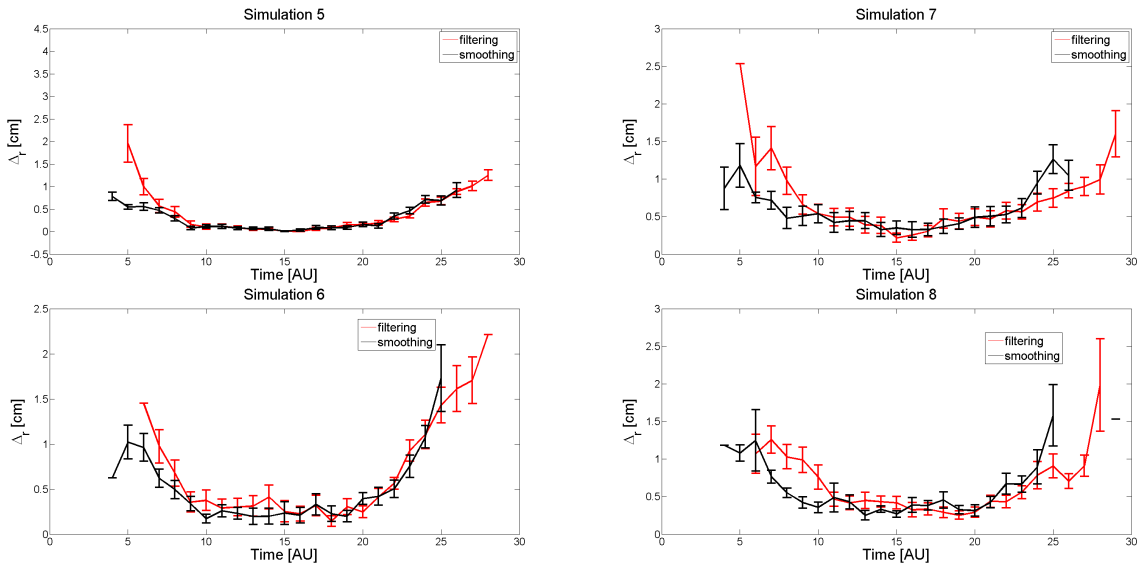 Simulation 5
4.5
4
3.5
3
2.5
2
1.5
1
0.5
0
-0.5
Δr [cm]
filtering
smoothing
0 5 10 15 20 25 30
Time [AU]
Simulation 7
3
2.5
2
1.5
1
0.5
0
Δr [cm]
filtering
smoothing
0 5 10 15 20 25 30
Time [AU]
Simulation 6
2.5
2
1.5
1
0.5
0
Δr [cm]
filtering
smoothing
0 5 10 15 20 25 30
Time [AU]
Simulation 8
3
2.5
2
1.5
1
0.5
0
Δr [cm]
filtering
smoothing
0 5 10 15 20 25 30
Time [AU]